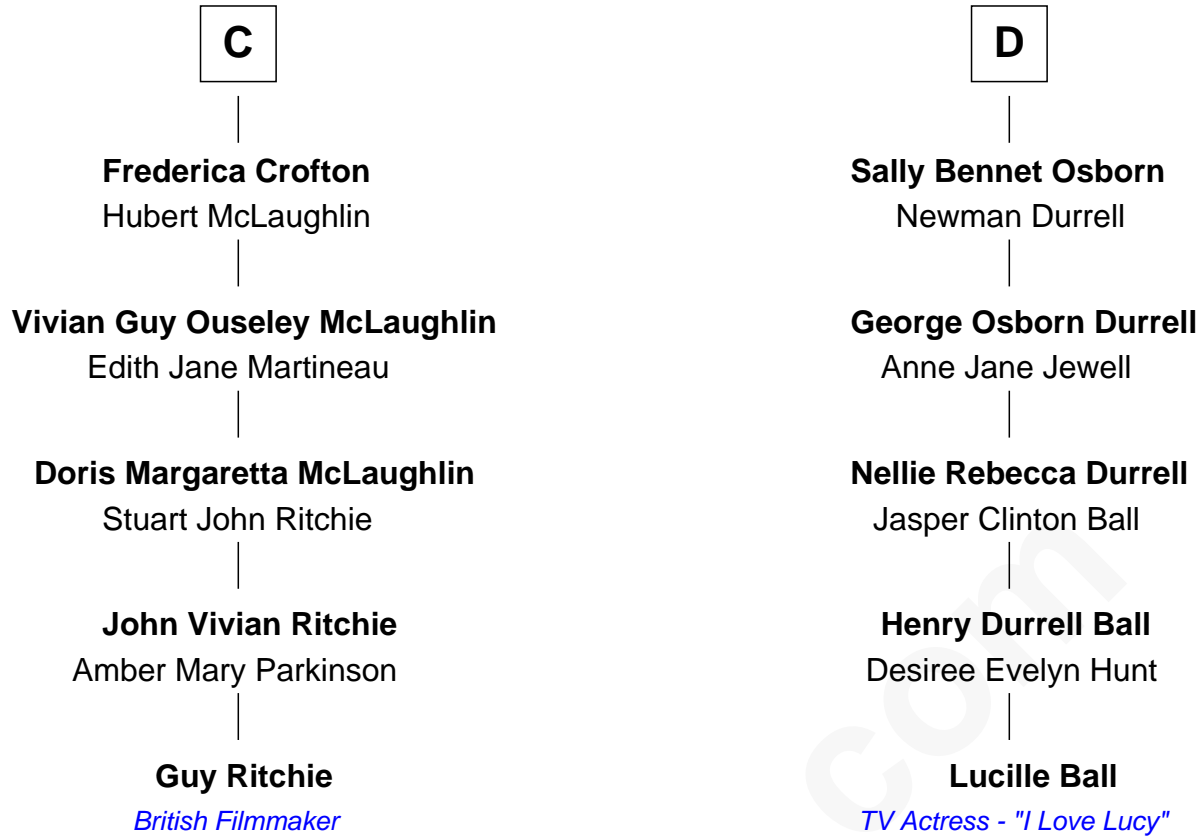 C
Frederica Crofton
Hubert McLaughlin
Vivian Guy Ouseley McLaughlin
Edith Jane Martineau
Doris Margaretta McLaughlin
Stuart John Ritchie
John Vivian Ritchie
Amber Mary Parkinson
Guy Ritchie
British Filmmaker
D
Sally Bennet Osborn
Newman Durrell
George Osborn Durrell
Anne Jane Jewell
Nellie Rebecca Durrell
Jasper Clinton Ball
Henry Durrell Ball
Desiree Evelyn Hunt
Lucille Ball
TV Actress - "I Love Lucy"
com